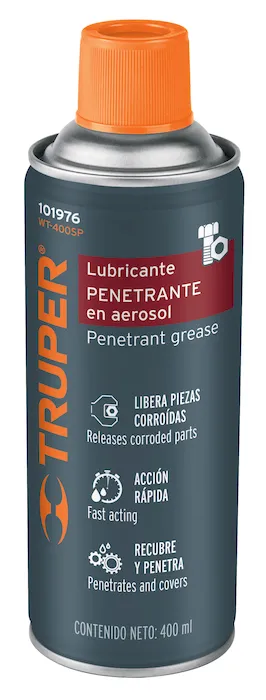 101976
WT-400SP
TRUPER®
Lubricante
PENETRANTE
en aerosol
Penetrant grease
LIBERA PIEZAS
CORROÍDAS
Releases corroded parts
ACCIÓN
RÁPIDA
Fast acting
RECUBRE
Y PENETRA
Penetrates and covers
CONTENIDO NETO: 400 ml